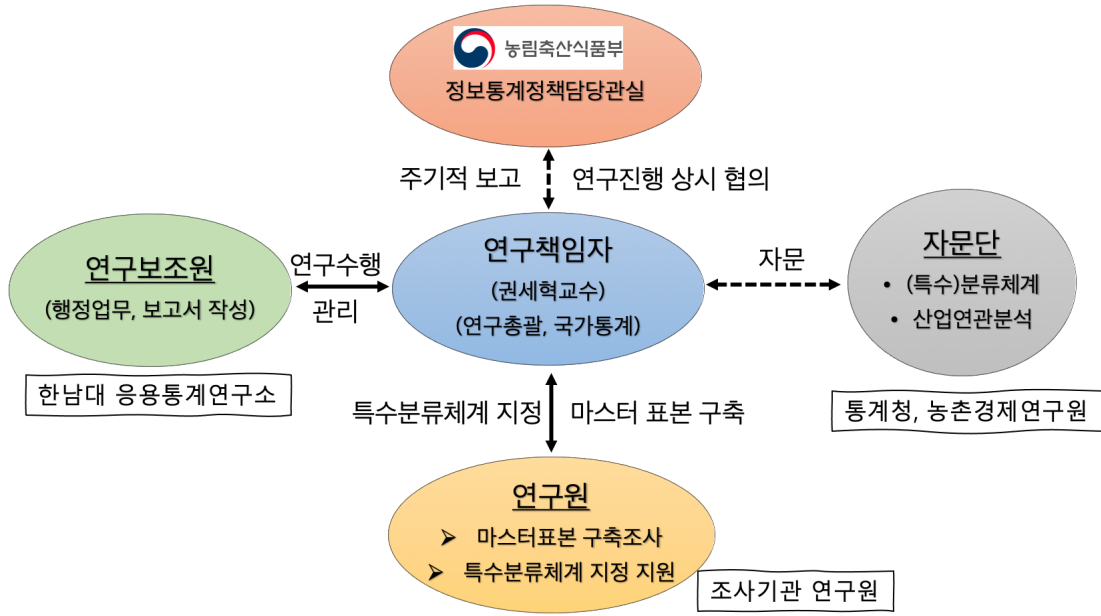 농림축산식품부
정보통계정책담당관실
주기적 보고
연구진행 상시 협의
연구보조원
(행정업무, 보고서 작성)
한남대 응용통계연구소
연구수행
관리
연구책임자
(권세혁교수)
(연구총괄, 국가통계)
자문
자문단
• (특수)분류체계
• 산업연관분석
통계청, 농촌경제연구원
특수분류체계 지정
마스터 표본 구축
연구원
➢ 마스터표본 구축조사
➢ 특수분류체계 지정 지원
조사기관 연구원